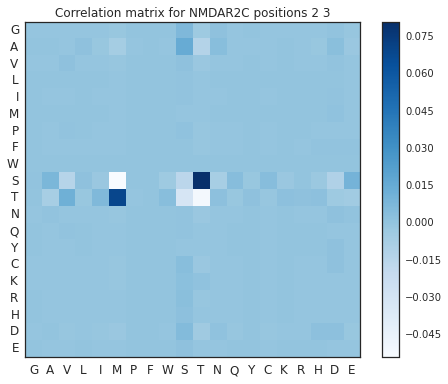 Correlation matrix for NMDAR2C positions 2 3
G
A
V
L
I
M
P
F
W
S
T
N
Q
Y
C
K
R
H
D
E
G A V L I M P F W S T N Q Y C K R H D E
0.075
0.060
0.045
0.030
0.015
0.000
−0.015
−0.030
−0.045